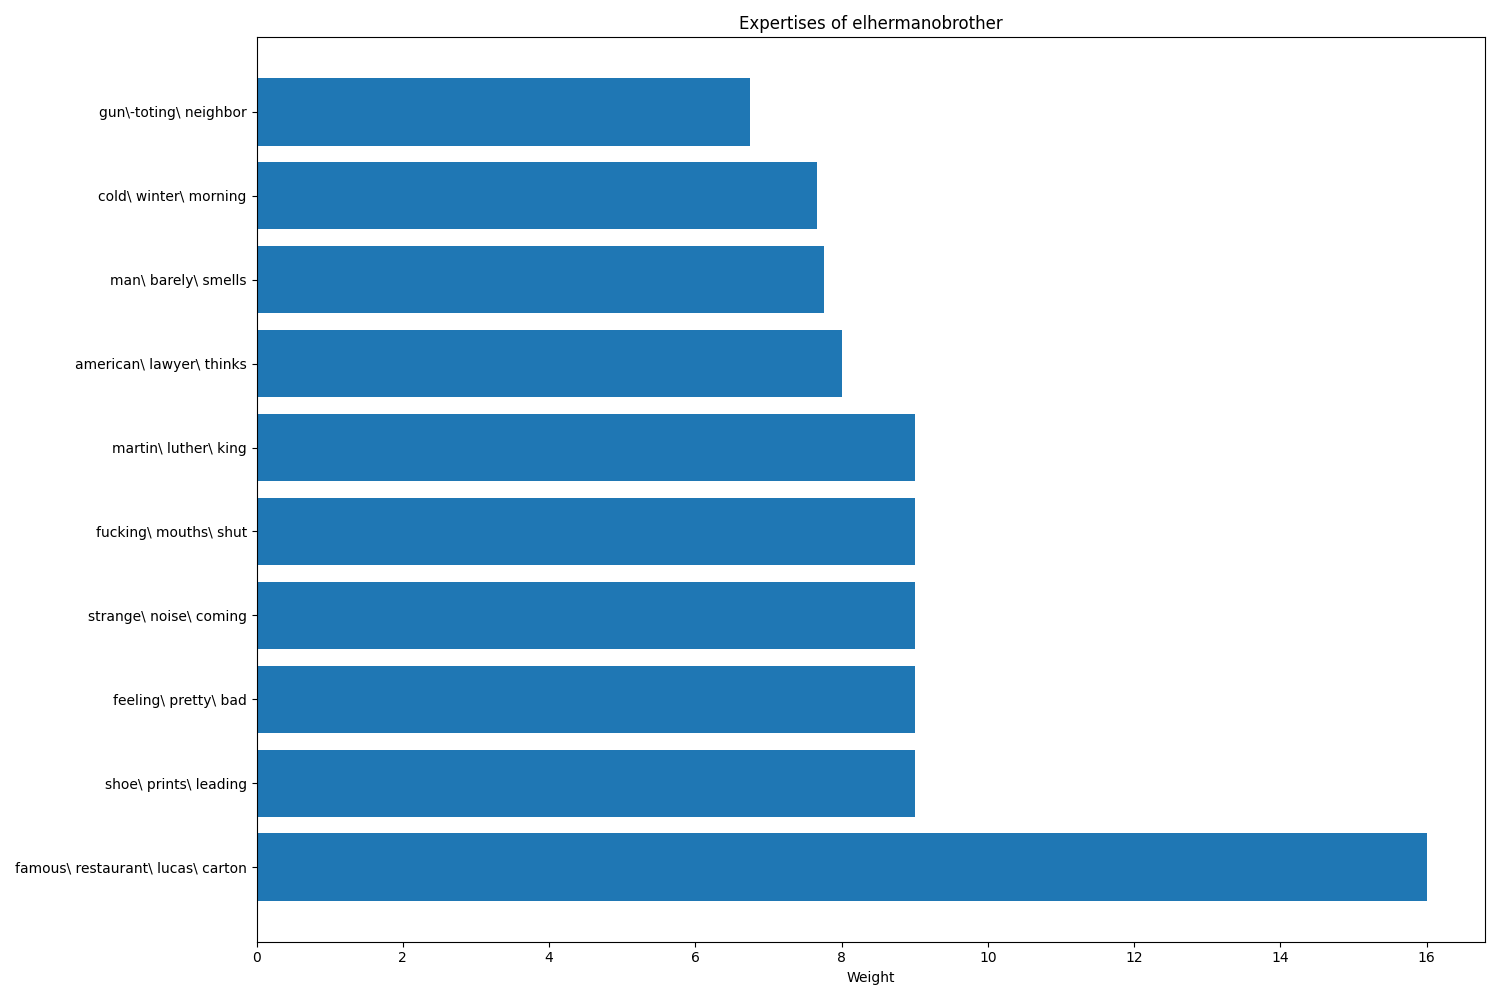 Expertises of elhermanobrother
gun\-toting\ neighbor
cold\ winter\ morning
man\ barely\ smells
american\ lawyer\ thinks
martin\ luther\ king
fucking\ mouths\ shut
strange\ noise\ coming
feeling\ pretty\ bad
shoe\ prints\ leading
famous\ restaurant\ lucas\ carton
0 2 4 6 8 10 12 14 16
Weight